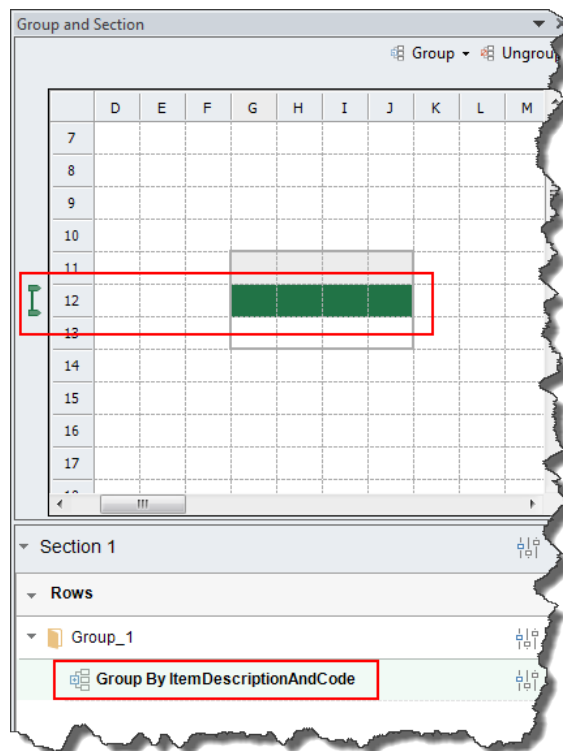 Group and Section
Group Ungroup
D E F G H I J K L M
7
8
9
10
11
12
13
14
15
16
17
Section 1
Rows
Group_1
Group By ItemDescriptionAndCode